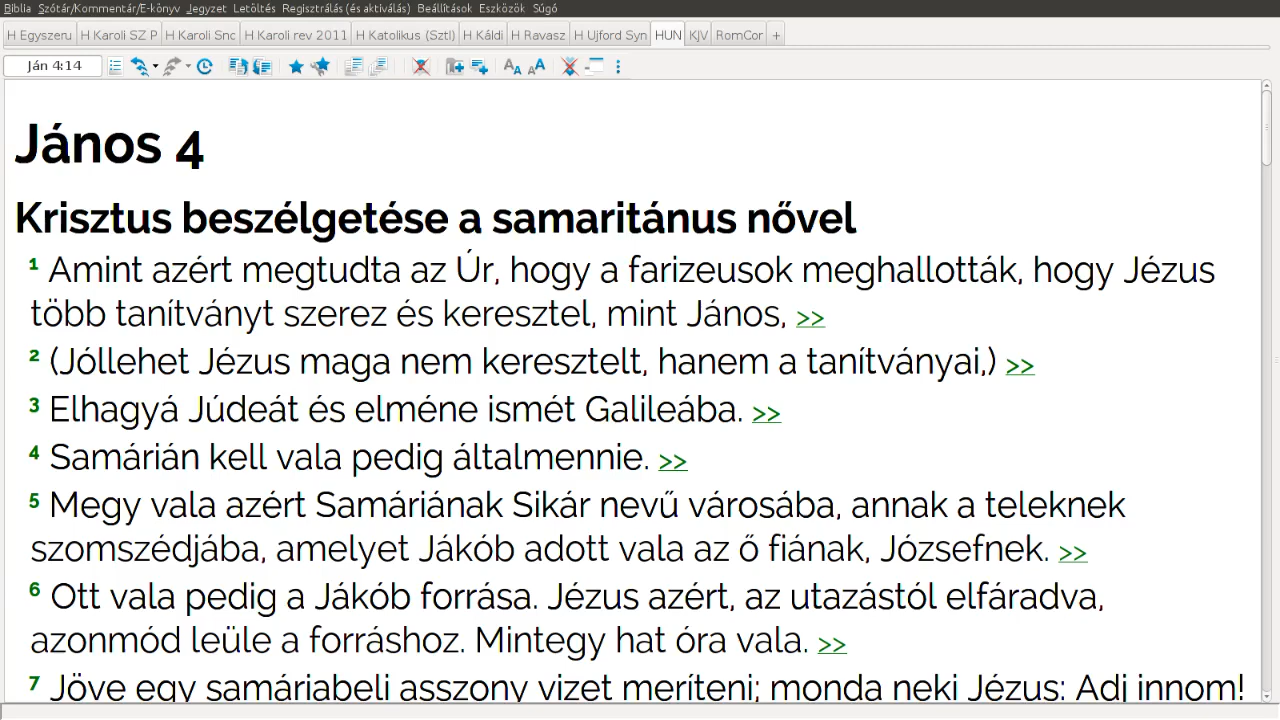 Biblia Szótár/Kommentár/E-könyv Jegyzet Letöltés Regisztrálás (és aktiválás) Beállítások Eszközök Súgó
H Egyszeru H Karoli SZ P H Karoli Snc H Karoli rev 2011 H Katolikus (Sztl) H Káldi H Ravasz H Ujford Syn HUN KJV RomCor +
Ján 4:14
János 4
Krisztus beszélgetése a samaritánus nővel
1 Amint azért megtudta az Úr, hogy a farizeusok meghallották, hogy Jézus
több tanítványt szerez és keresztel, mint János, >>
2 (Jóllehet Jézus maga nem keresztelt, hanem a tanítványai,) >>
3 Elhagyá Júdeát és elméne ismét Galileába. >>
4 Samárián kell vala pedig általmennie. >>
5 Megy vala azért Samáriának Sikár nevű városába, annak a teleknek
szomszédjába, amelyet Jákób adott vala az ő fiának, Józsefnek. >>
6 Ott vala pedig a Jákób forrása. Jézus azért, az utazástól elfáradva,
azonmód leüle a forráshoz. Mintegy hat óra vala. >>
7 Jöve egy samáriabeli asszony vizet meríteni; monda neki Jézus: Adj innom!